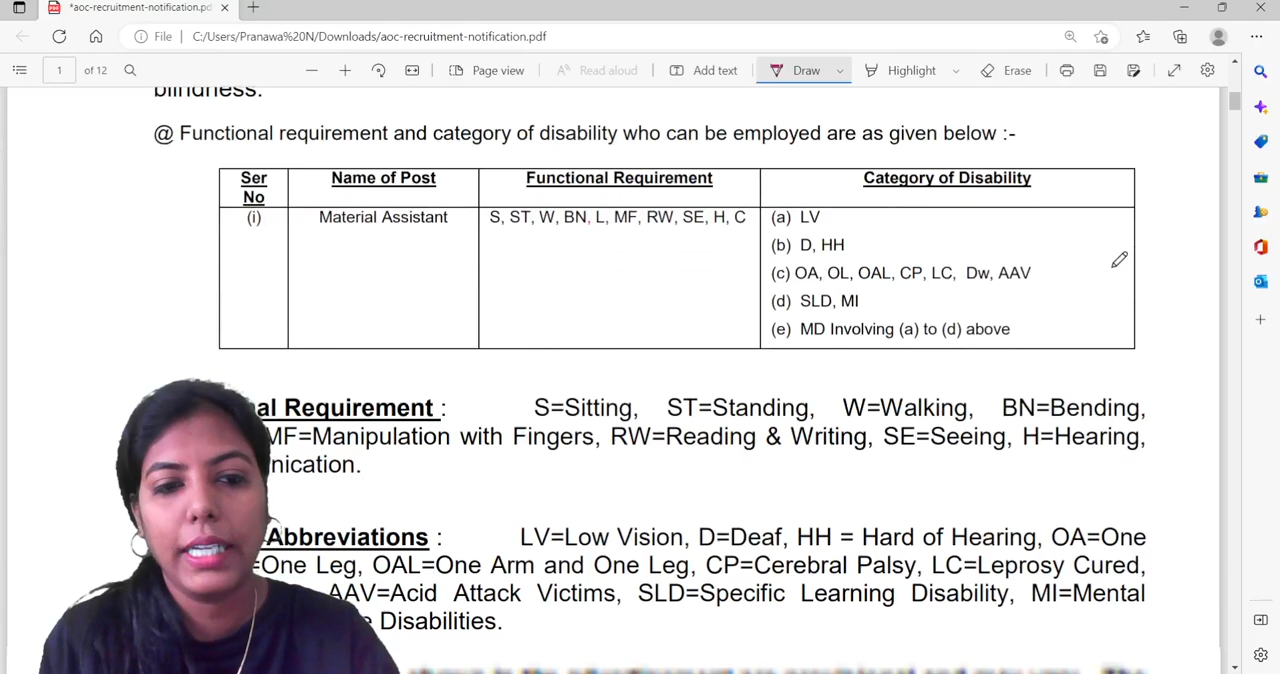 *aoc-recruitment-notification.pd
File
C:/Users/Pranawa%20N/Downloads/aoc-recruitment-notification.pdf
1 of 12
Page view
Read aloud
Add text
Draw
Highlight
Erase
blindness.
@ Functional requirement and category of disability who can be employed are as given below :-
Ser No
Name of Post
Functional Requirement
Category of Disability
(i)
Material Assistant
S, ST, W, BN, L, MF, RW, SE, H, C
(a) LV
(b) D, HH
(c) OA, OL, OAL, CP, LC, Dw, AAV
(d) SLD, MI
(e) MD Involving (a) to (d) above
al Requirement : S=Sitting, ST=Standing, W=Walking, BN=Bending,
MF=Manipulation with Fingers, RW=Reading & Writing, SE=Seeing, H=Hearing,
nication.
Abbreviations : LV=Low Vision, D=Deaf, HH = Hard of Hearing, OA=One
=One Leg, OAL=One Arm and One Leg, CP=Cerebral Palsy, LC=Leprosy Cured,
AAV=Acid Attack Victims, SLD=Specific Learning Disability, MI=Mental
Disabilities.